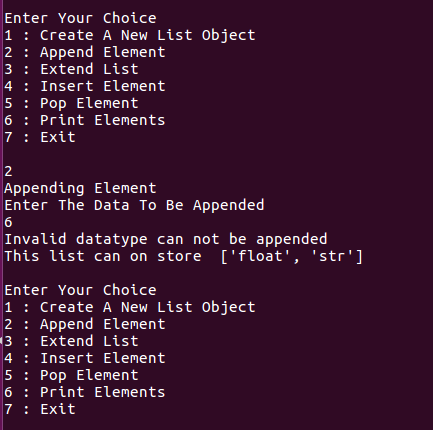 Enter Your Choice
1 : Create A New List Object
2 : Append Element
3 : Extend List
4 : Insert Element
5 : Pop Element
6 : Print Elements
7 : Exit
2
Appending Element
Enter The Data To Be Appended
6
Invalid datatype can not be appended
This list can on store  ['float', 'str']
Enter Your Choice
1 : Create A New List Object
2 : Append Element
3 : Extend List
4 : Insert Element
5 : Pop Element
6 : Print Elements
7 : Exit